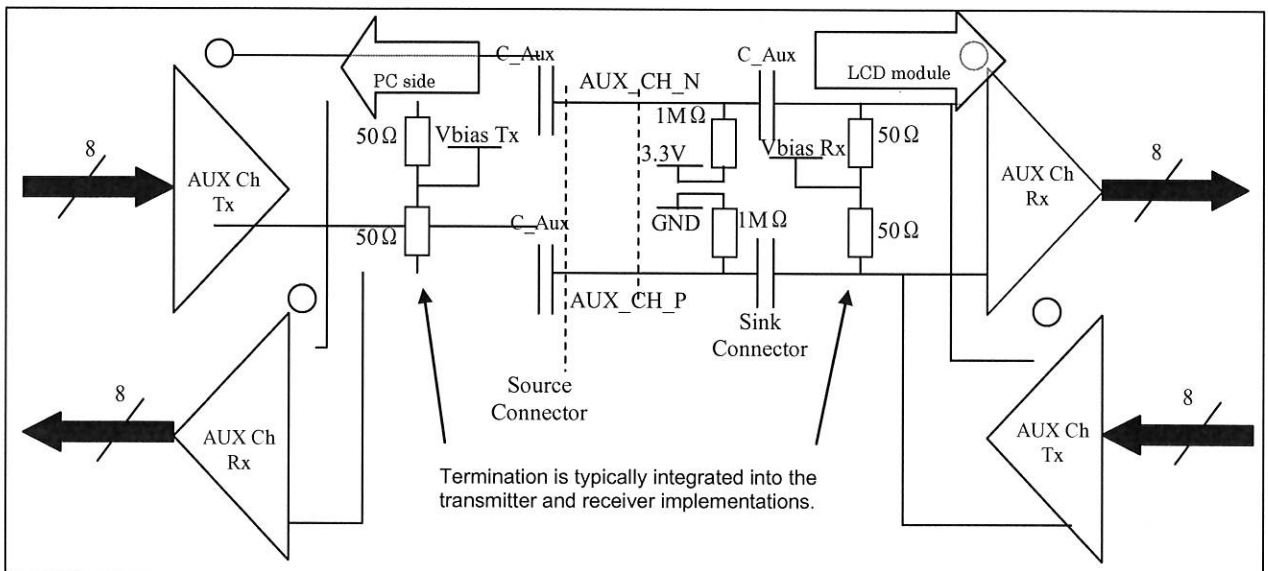 C_Aux
C_Aux
PC side
AUX_CH_N
LCD module
1MΩ
50Ω
Vbias Tx
3.3V
Vbias Rx
50Ω
8
8
AUX Ch
Tx
AUX Ch
Rx
50Ω
C_Aux
GND
1MΩ
50Ω
AUX_CH_P
Sink
Connector
Source
Connector
8
8
AUX Ch
Rx
AUX Ch
Tx
Termination is typically integrated into the
transmitter and receiver implementations.